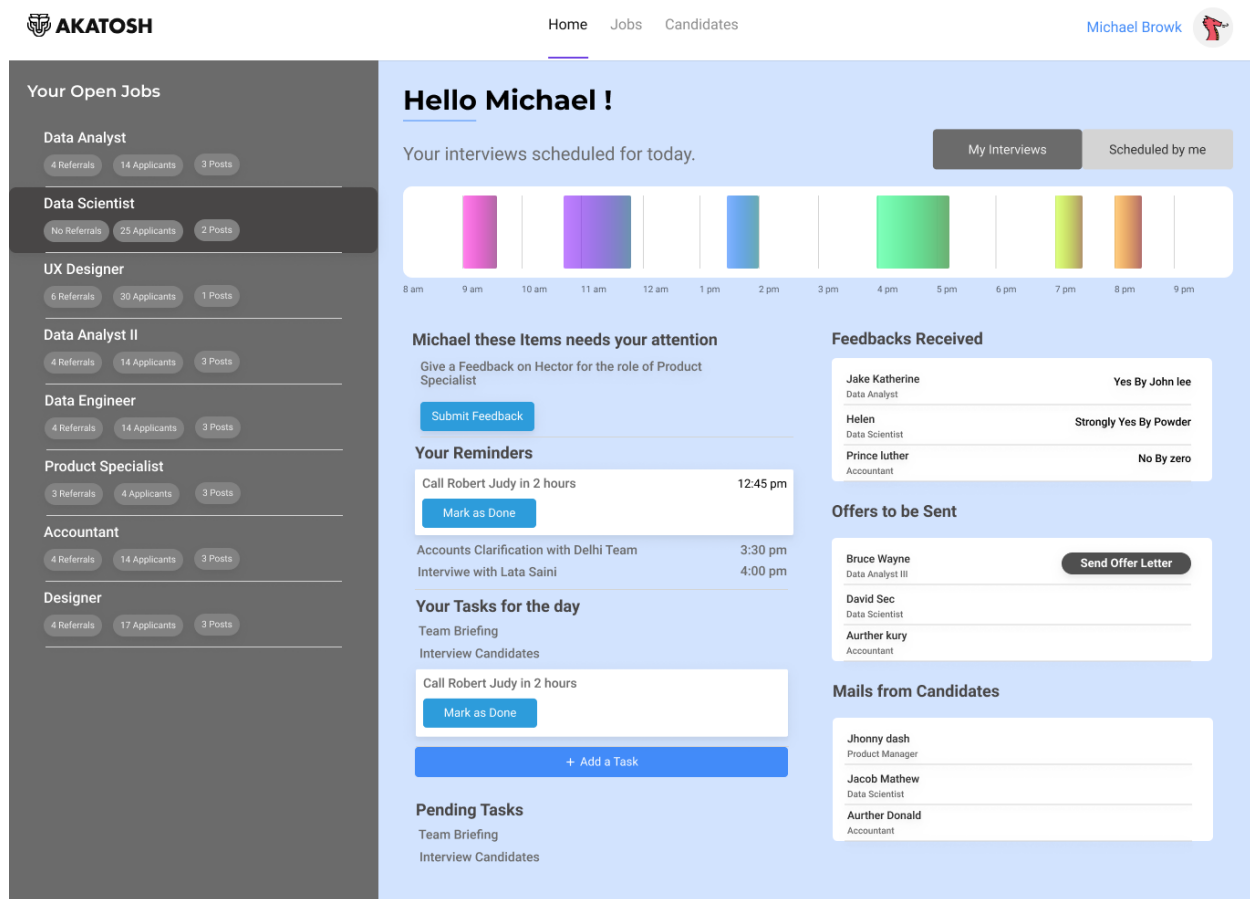 AKATOSH
Home Jobs Candidates
Michael Browk
Your Open Jobs
Data Analyst
4 Referrals 14 Applicants 3 Posts
Data Scientist
No Referrals 25 Applicants 2 Posts
UX Designer
6 Referrals 30 Applicants 1 Posts
Data Analyst II
4 Referrals 14 Applicants 3 Posts
Data Engineer
4 Referrals 14 Applicants 3 Posts
Product Specialist
3 Referrals 4 Applicants 3 Posts
Accountant
4 Referrals 14 Applicants 3 Posts
Designer
4 Referrals 17 Applicants 3 Posts
Hello Michael !
Your interviews scheduled for today.
My Interviews Scheduled by me
8 am 9 am 10 am 11 am 12 am 1 pm 2 pm 3 pm 4 pm 5 pm 6 pm 7 pm 8 pm 9 pm
Michael these Items needs your attention
Give a Feedback on Hector for the role of Product
Specialist
Submit Feedback
Your Reminders
Call Robert Judy in 2 hours 12:45 pm
Mark as Done
Accounts Clarification with Delhi Team 3:30 pm
Interviwe with Lata Saini 4:00 pm
Your Tasks for the day
Team Briefing
Interview Candidates
Call Robert Judy in 2 hours
Mark as Done
+ Add a Task
Pending Tasks
Team Briefing
Interview Candidates
Feedbacks Received
Jake Katherine Yes By John lee
Data Analyst
Helen Strongly Yes By Powder
Data Scientist
Prince luther No By zero
Accountant
Offers to be Sent
Bruce Wayne Send Offer Letter
Data Analyst III
David Sec
Data Scientist
Aurther kury
Accountant
Mails from Candidates
Jhonny dash
Product Manager
Jacob Mathew
Data Scientist
Aurther Donald
Accountant